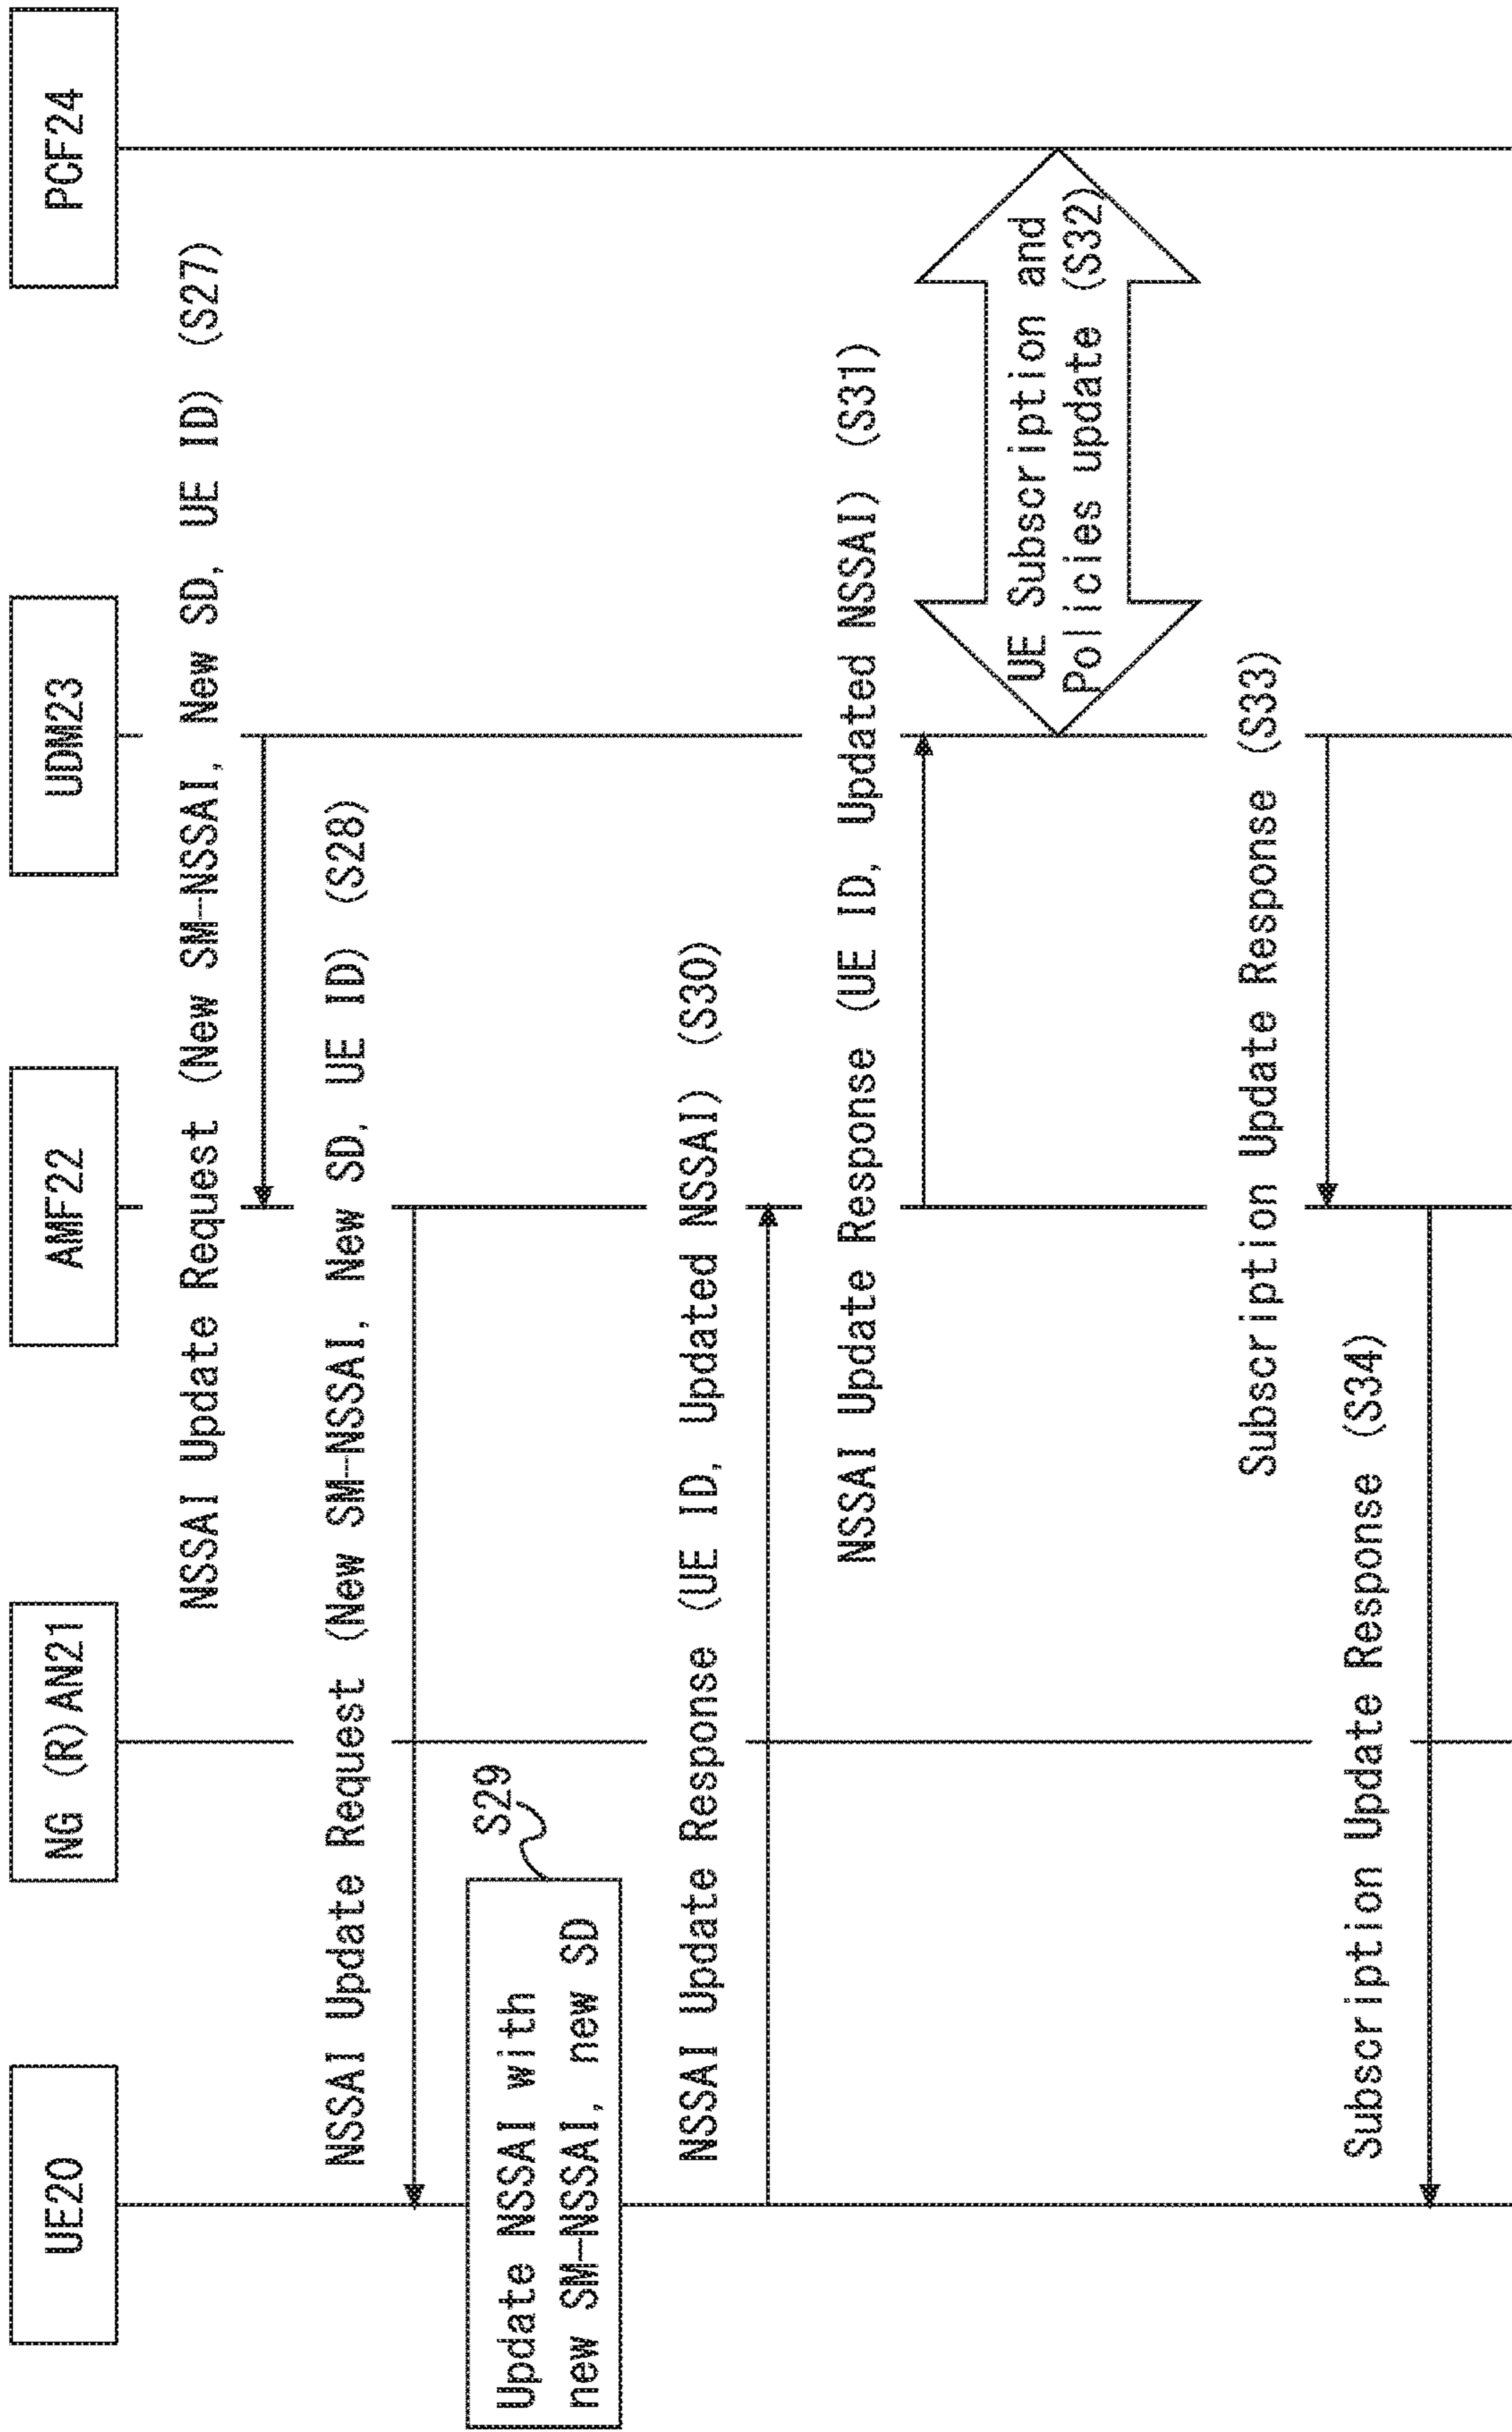 UE20
NG (R) AN21
AMF22
UDM23
PCF24
NSSAI Update Request (New SM-NSSAI, New SD, UE ID) (S27)
NSSAI Update Request (New SM-NSSAI, New SD, UE ID) (S28)
S29
Update NSSAI with
new SM-NSSAI, new SD
NSSAI Update Response (UE ID, Updated NSSAI) (S30)
NSSAI Update Response (UE ID, Updated NSSAI) (S31)
UE Subscription and
Policies update (S32)
Subscription Update Response (S33)
Subscription Update Response (S34)